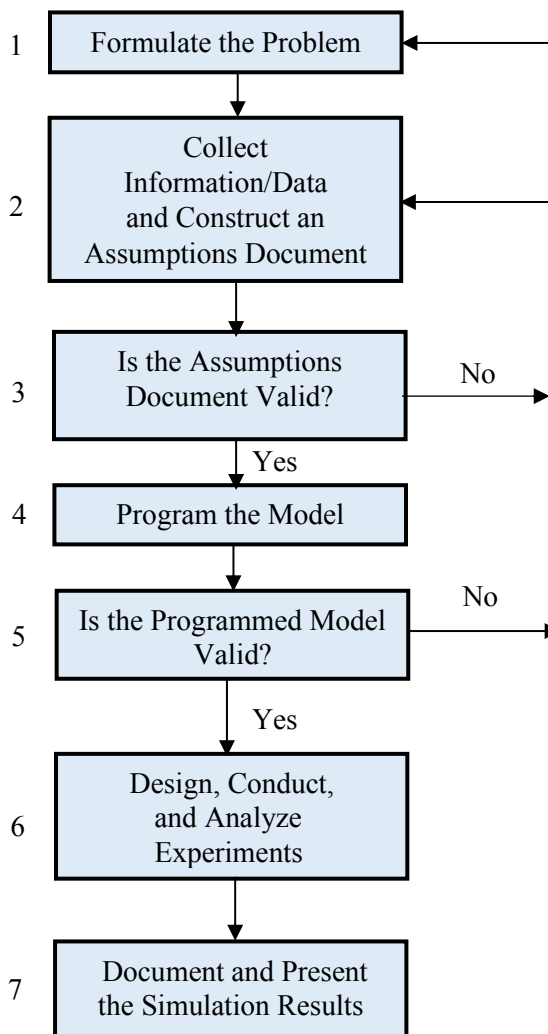 1
Formulate the Problem
2
Collect
Information/Data
and Construct an
Assumptions Document
3
Is the Assumptions
Document Valid?
No
Yes
4
Program the Model
5
Is the Programmed Model
Valid?
No
Yes
6
Design, Conduct,
and Analyze
Experiments
7
Document and Present
the Simulation Results